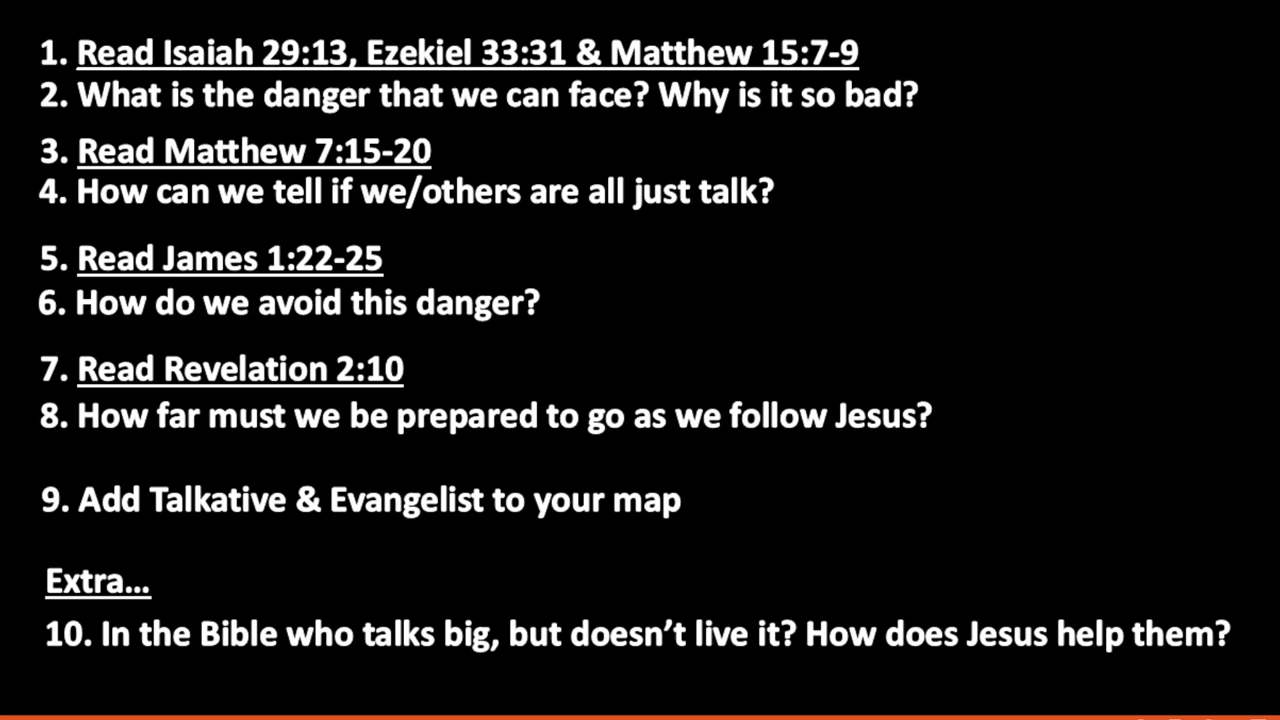 1. Read Isaiah 29:13, Ezekiel 33:31 & Matthew 15:7-9
2. What is the danger that we can face? Why is it so bad?
3. Read Matthew 7:15-20
4. How can we tell if we/others are all just talk?
5. Read James 1:22-25
6. How do we avoid this danger?
7. Read Revelation 2:10
8. How far must we be prepared to go as we follow Jesus?
9. Add Talkative & Evangelist to your map
Extra...
10. In the Bible who talks big, but doesn’t live it? How does Jesus help them?